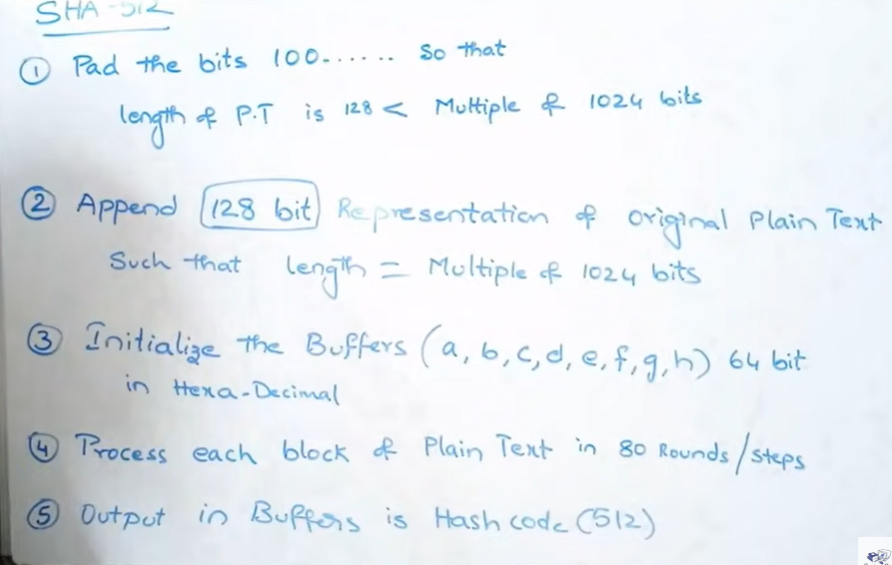 SHA-512
① Pad the bits 100....... So that
length of P.T is 128 < Multiple of 1024 bits
② Append 128 bit Representation of original Plain Text
Such that length = Multiple of 1024 bits
③ Initialize the Buffers (a, b, c, d, e, f, g, h) 64 bit
in Hexa-Decimal
④ Process each block of Plain Text in 80 Rounds/Steps
⑤ Output in Buffers is Hash code (512)